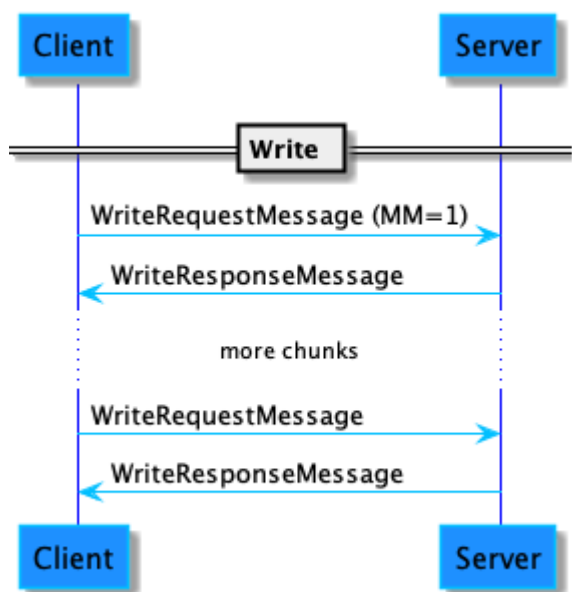 Client Server
Write
WriteRequestMessage (MM=1)
WriteResponseMessage
more chunks
WriteRequestMessage
WriteResponseMessage
Client Server